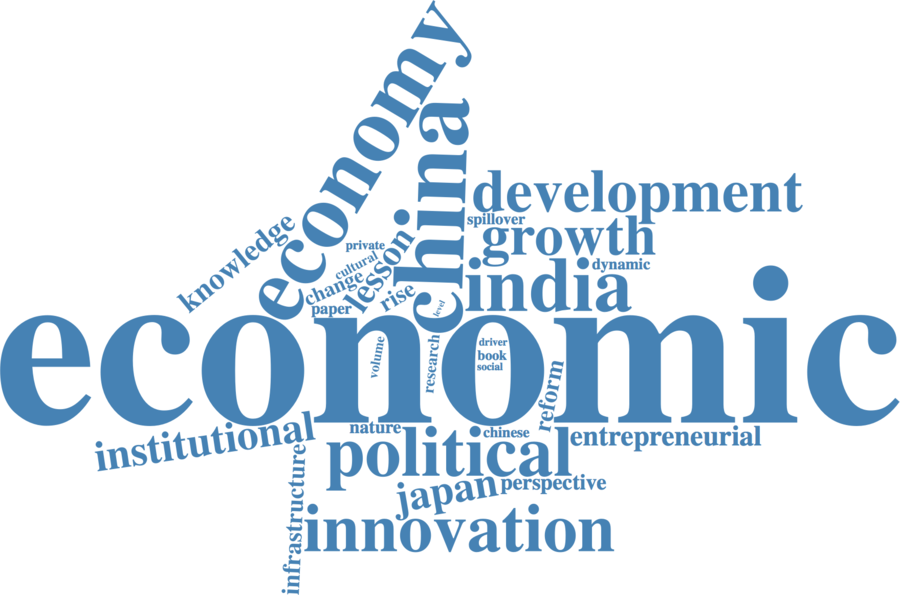 economy
china
development
spillover
growth
knowledge
private
cultural
lesson
change
rise
paper
level
dynamic
india
economic
volume
research
driver
book
social
reform
institutional
nature
chinese
entrepreneurial
political
infrastructure
japan
perspective
innovation